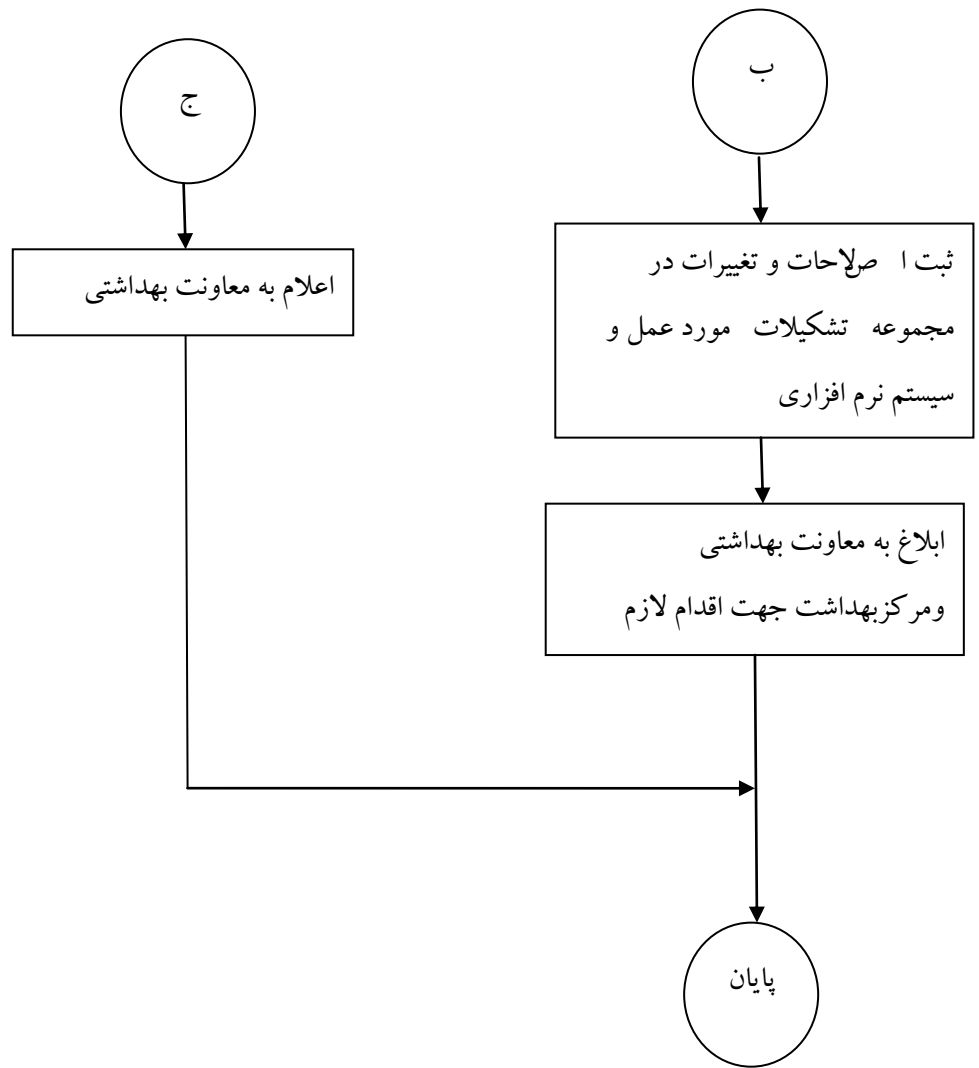 ب
ج
ثبت ا صلاحات و تغییرات در
مجموعه تشکیلات مورد عمل و
سیستم نرم افزاری
اعلام به معاونت بهداشتی
ابلاغ به معاونت بهداشتی
ومرکزبهداشت جهت اقدام لازم
پایان